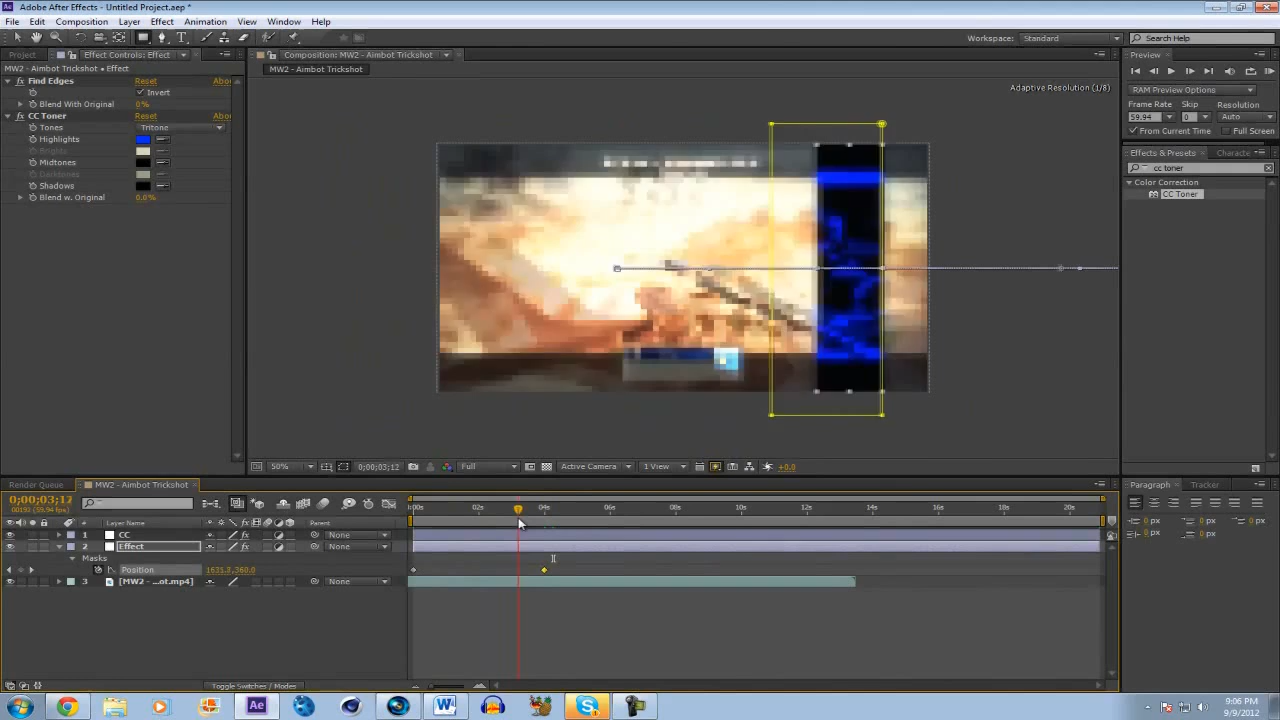 Adobe After Effects - Untitled Project.aep *
File Edit Composition Layer Effect Animation View Window Help
Workspace: Standard Search Help
Project Effect Controls: Effect Composition: MW2 - Aimbot Trickshot Preview
MW2 - Aimbot Trickshot • Effect
MW2 - Aimbot Trickshot
Find Edges Reset Abou
Invert
Blend With Original 0%
CC Toner Reset Abou
Tones Tritone
Highlights
Brights
Midtones
Darktones
Shadows
Blend w. Original 0.0%
Adaptive Resolution (1/8)
RAM Preview Options
Frame Rate Skip Resolution
59.94 0 Auto
From Current Time Full Screen
Effects & Presets Characte
cc toner
Color Correction
CC Toner
50% 0;00;03;12 Full Active Camera 1 View +0.0
Render Queue MW2 - Aimbot Trickshot
0;00;03;12
00192 (59.94 fps)
:00s 02s 04s 06s 08s 10s 12s 14s 16s 18s 20s
# Layer Name Parent
1 CC None
2 Effect None
Masks
Position 1631.3,360.0
3 [MW2 - ...ot.mp4] None
Toggle Switches / Modes
Paragraph Tracker
0 px 0 px 0 px
0 px 0 px
9:06 PM
9/9/2012